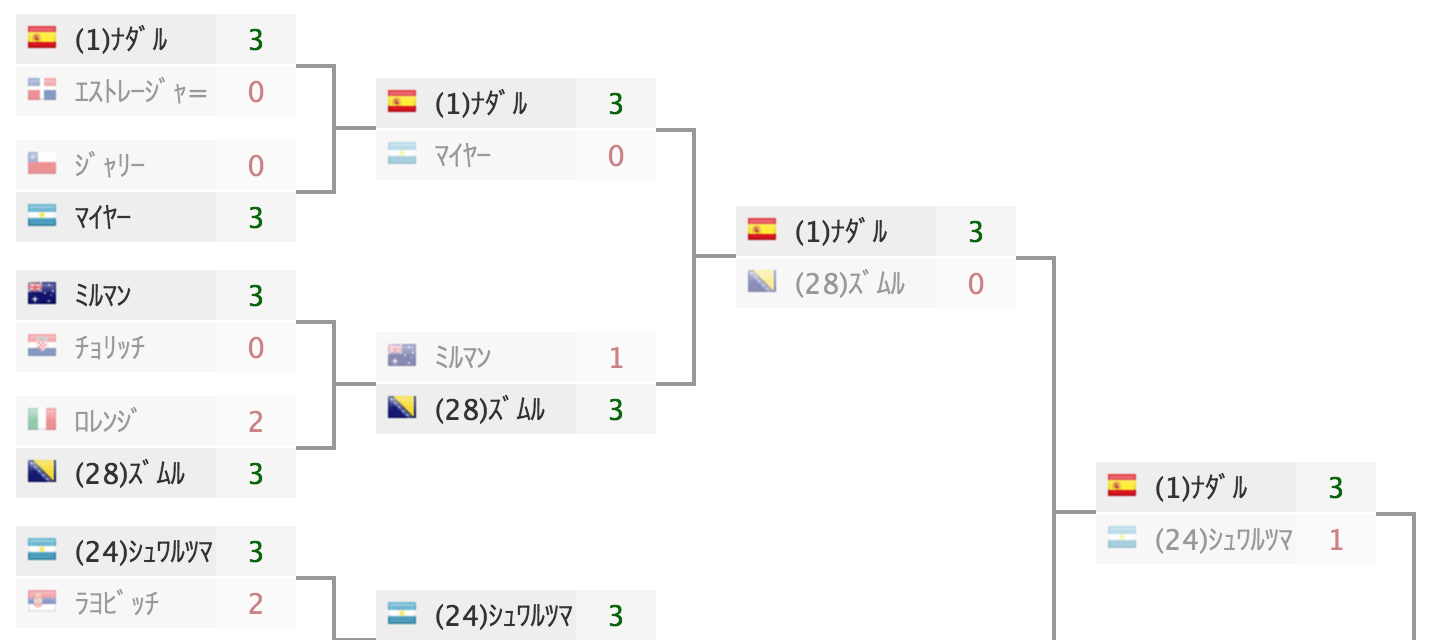 (1)ﾅﾀﾞﾙ 3
ｴｽﾄﾚｰｼﾞｬ= 0
ｼﾞｬﾘｰ 0
ﾏｲﾔｰ 3
ﾐﾙﾏﾝ 3
ﾁｮﾘｯﾁ 0
ﾛﾚﾝｼﾞ 2
(28)ｽﾞﾑﾙ 3
(24)ｼｭﾜﾙﾂﾏ 3
ﾗﾖﾋﾞｯﾁ 2
(1)ﾅﾀﾞﾙ 3
ﾏｲﾔｰ 0
ﾐﾙﾏﾝ 1
(28)ｽﾞﾑﾙ 3
(24)ｼｭﾜﾙﾂﾏ 3
(1)ﾅﾀﾞﾙ 3
(28)ｽﾞﾑﾙ 0
(1)ﾅﾀﾞﾙ 3
(24)ｼｭﾜﾙﾂﾏ 1